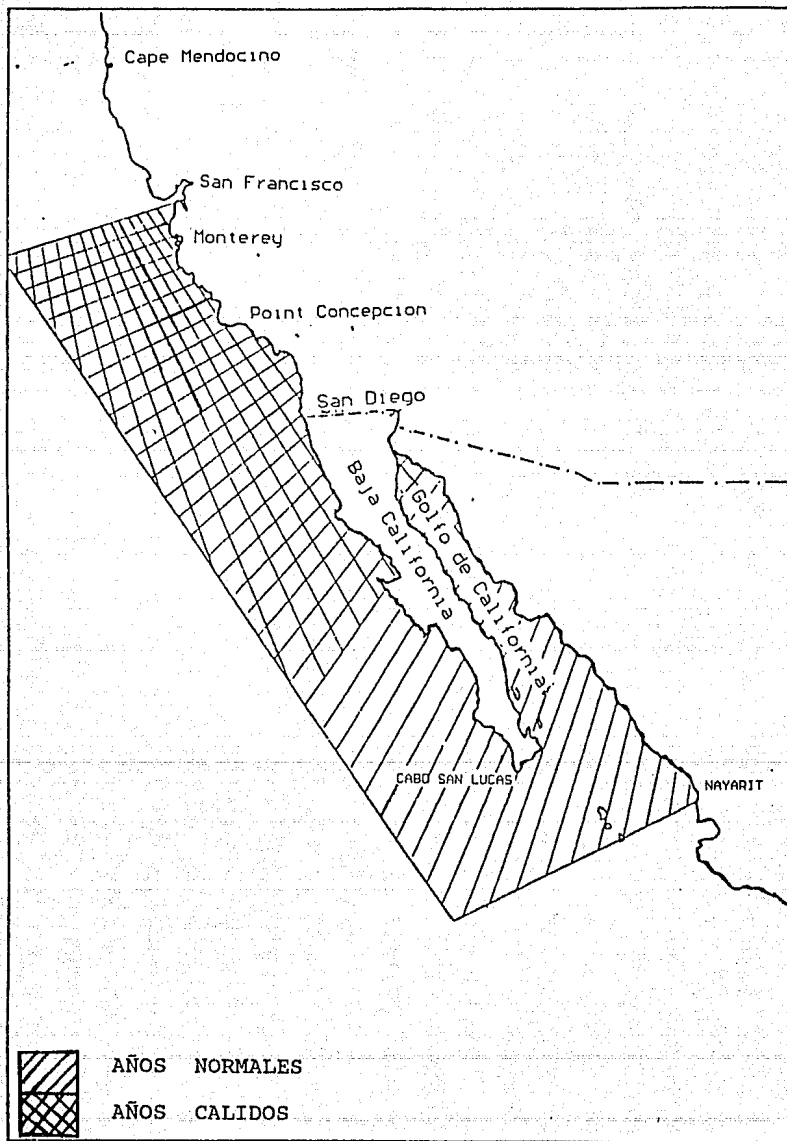 Cape Mendocino
San Francisco
Monterey
Point Concepcion
San Diego
Baja California
Golfo de California
CABO SAN LUCAS
NAYARIT
AÑOS NORMALES
AÑOS CALIDOS